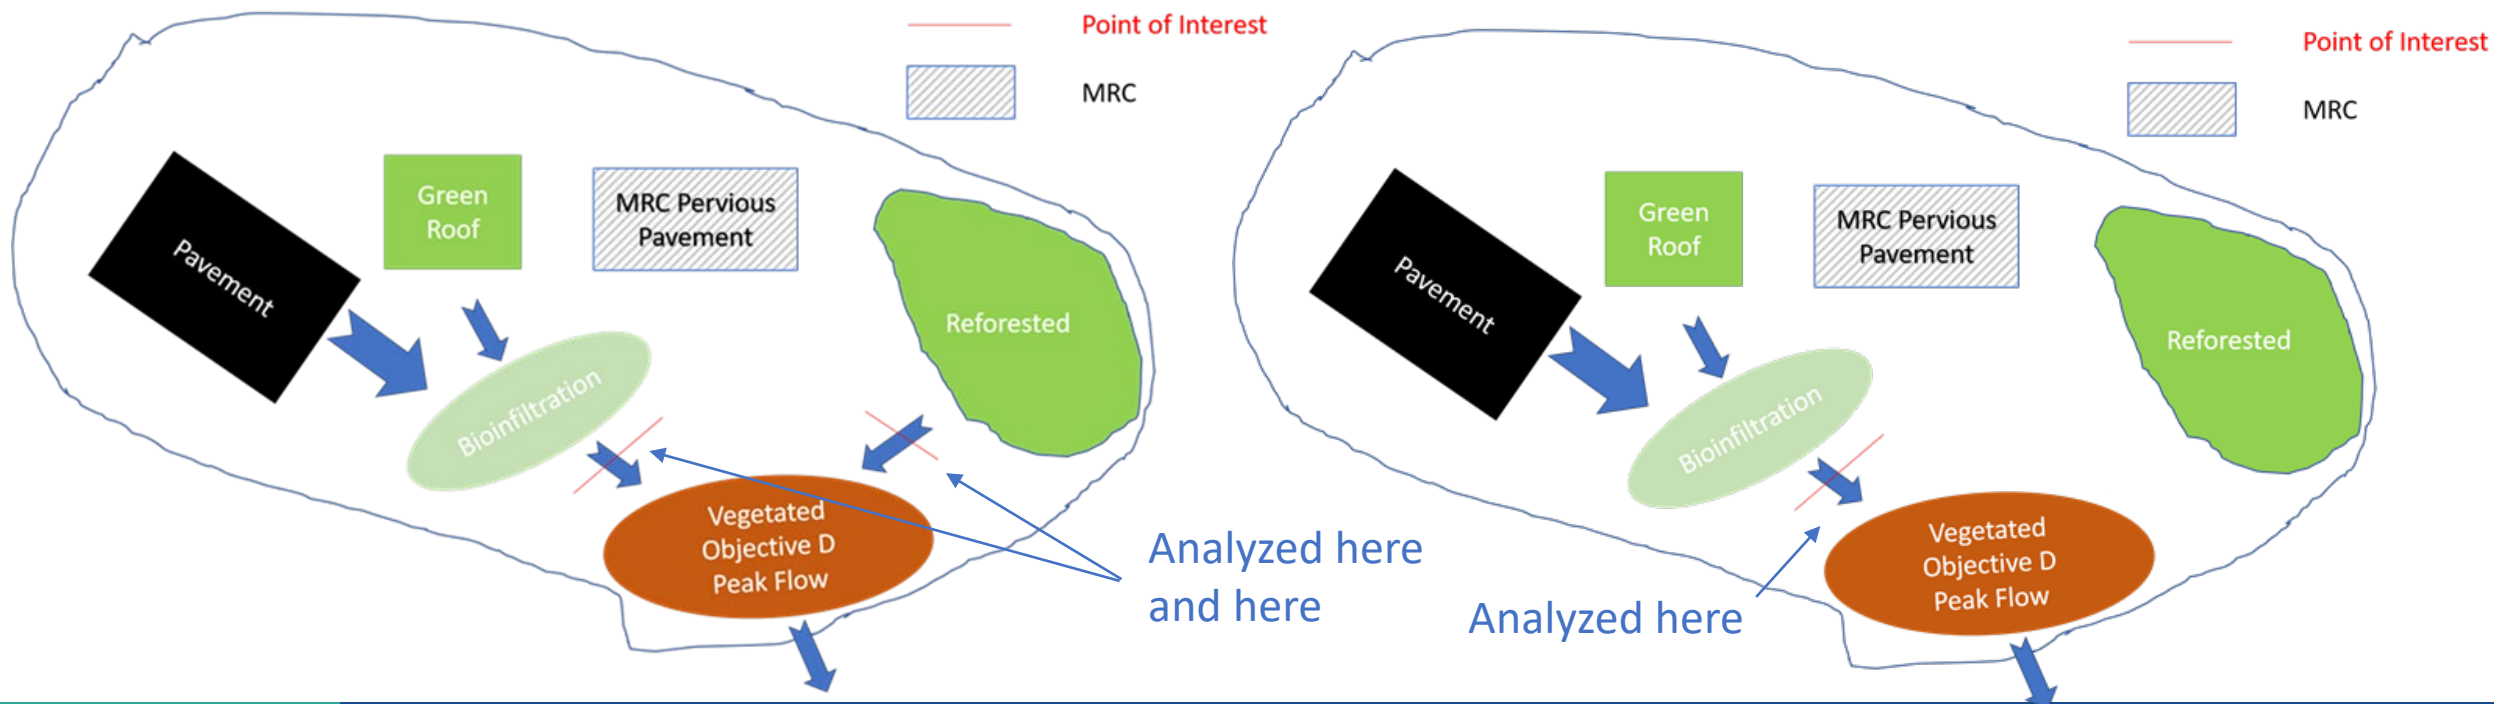 Point of Interest
MRC
Pavement
Green
Roof
MRC Pervious
Pavement
Reforested
Bioinfiltration
Vegetated
Objective D
Peak Flow
Analyzed here
and here
Point of Interest
MRC
Pavement
Green
Roof
MRC Pervious
Pavement
Reforested
Bioinfiltration
Vegetated
Objective D
Peak Flow
Analyzed here